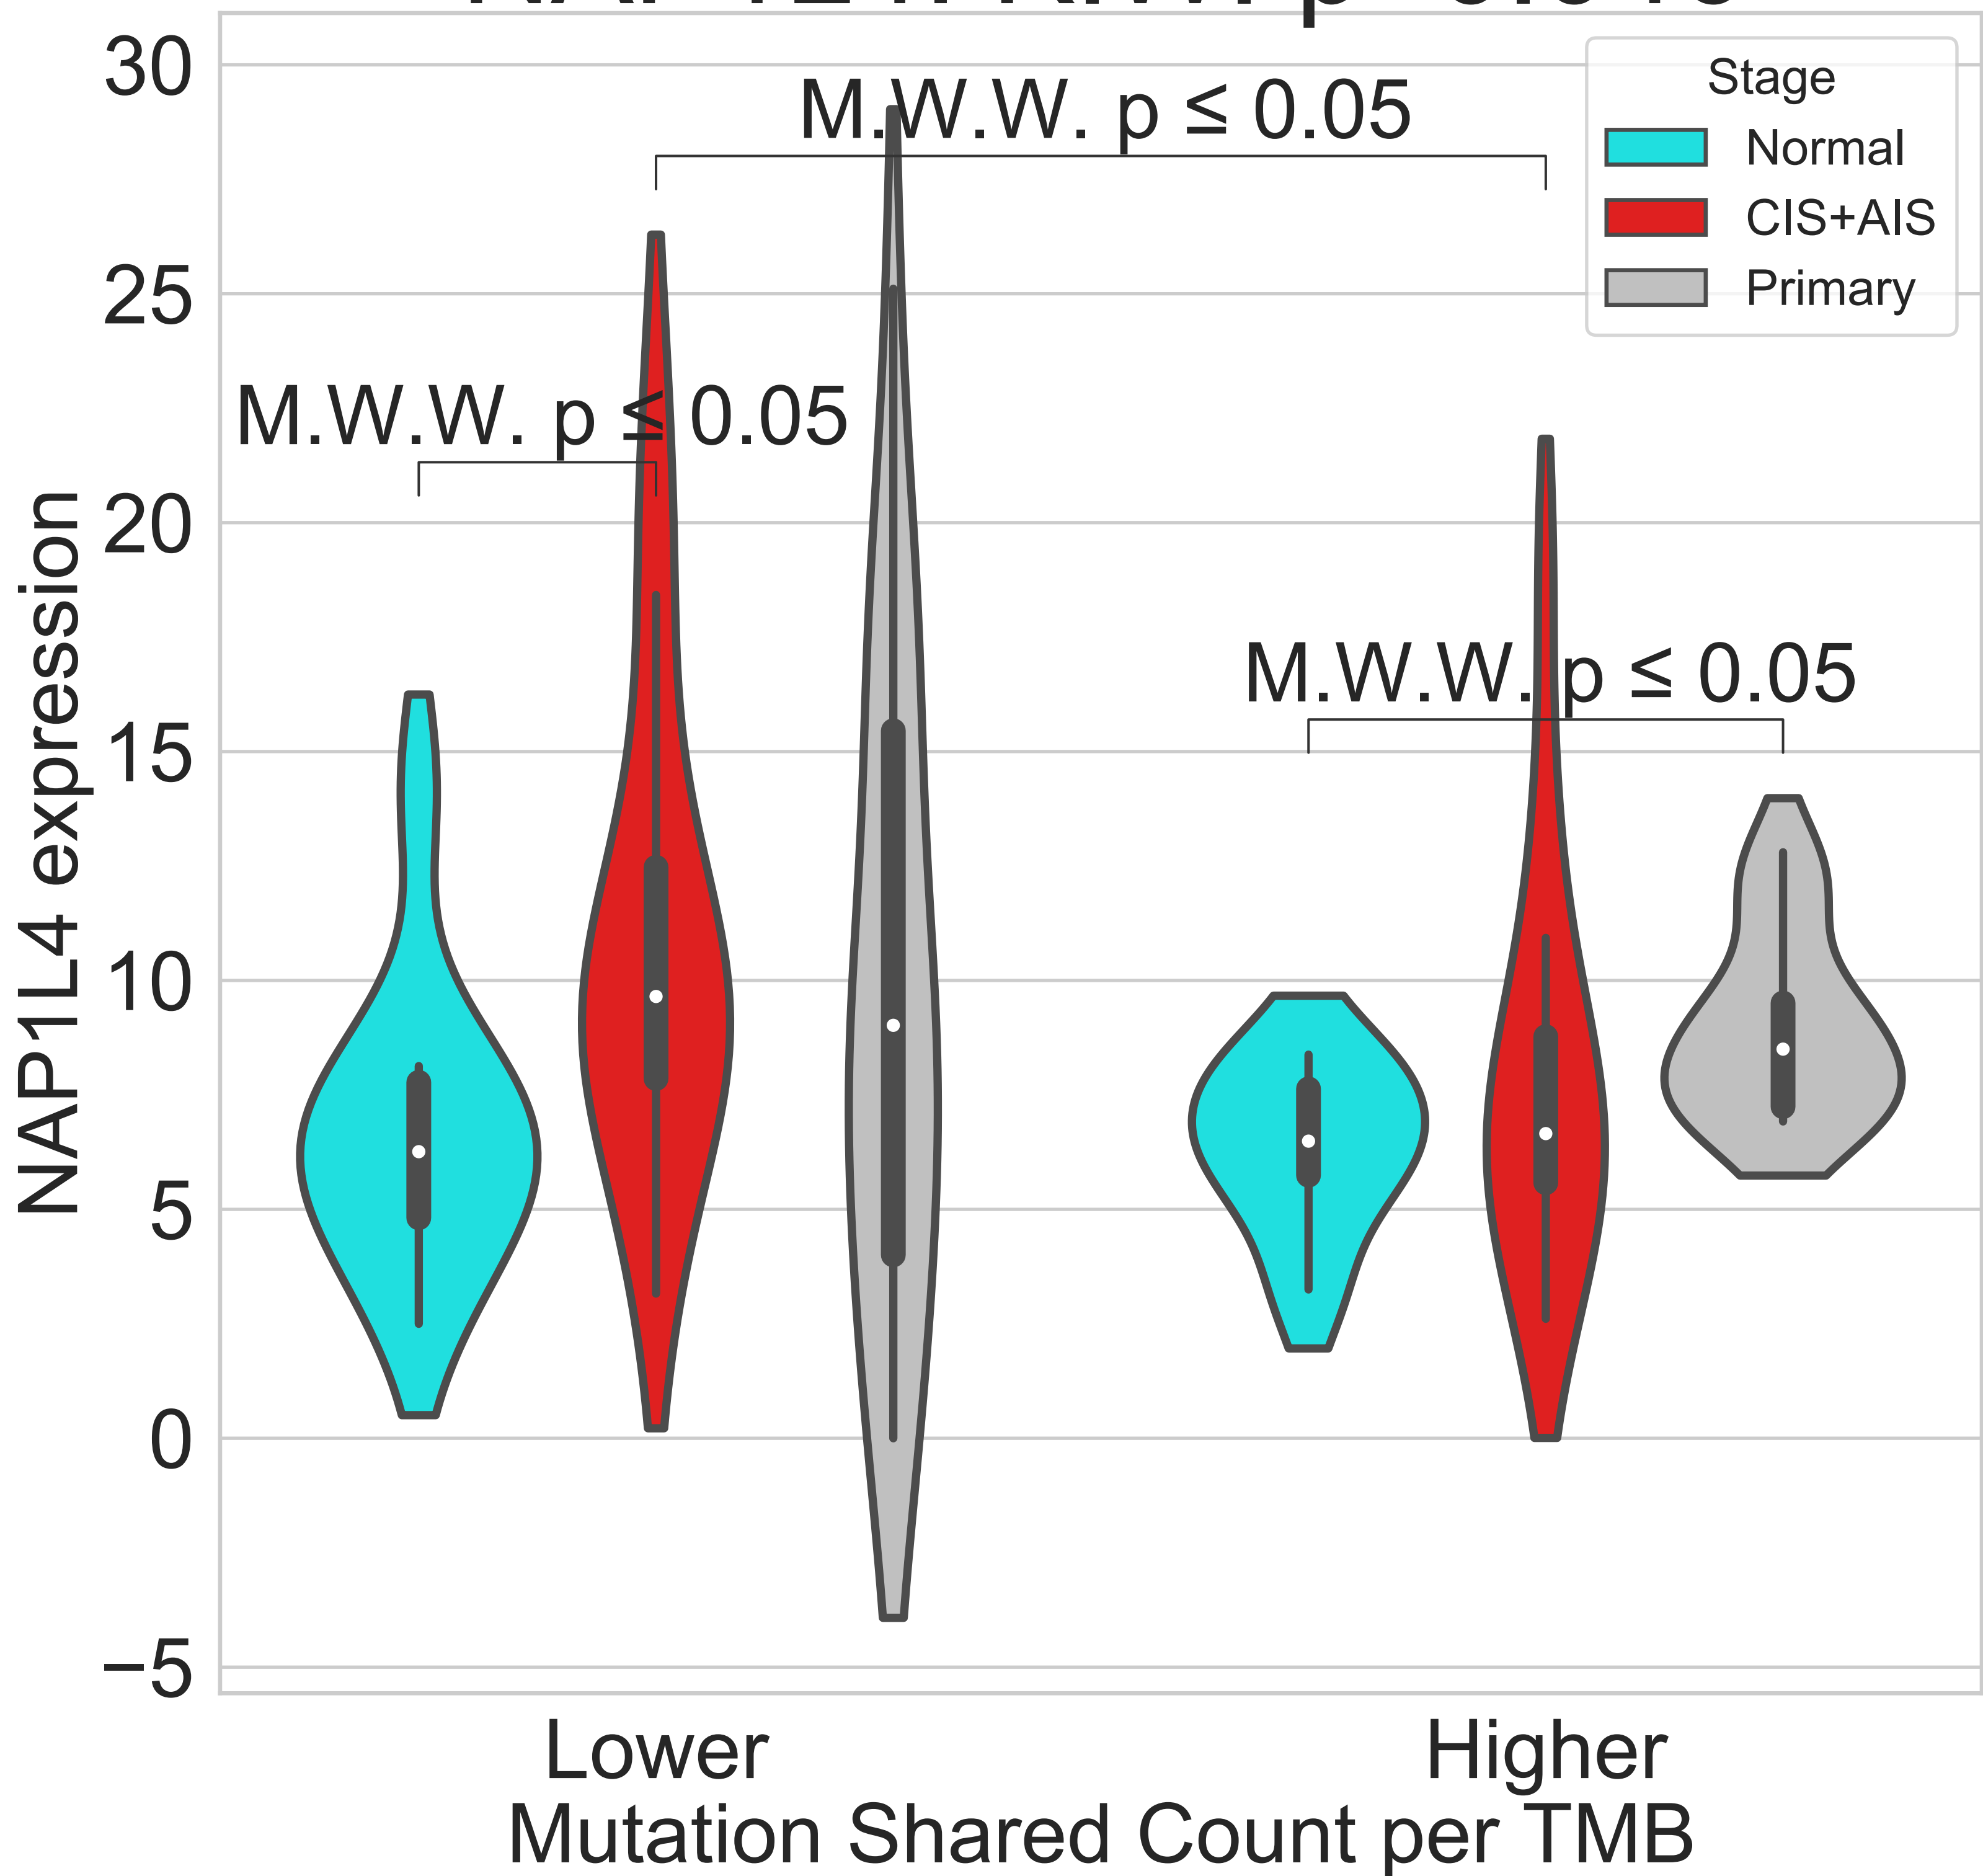 30
25
20
15
10
5
0
−5
NAP1L4 expression
M.W.W. p ≤ 0.05
M.W.W. p ≤ 0.05
M.W.W. p ≤ 0.05
Stage
Normal
CIS+AIS
Primary
Lower
Higher
Mutation Shared Count per TMB